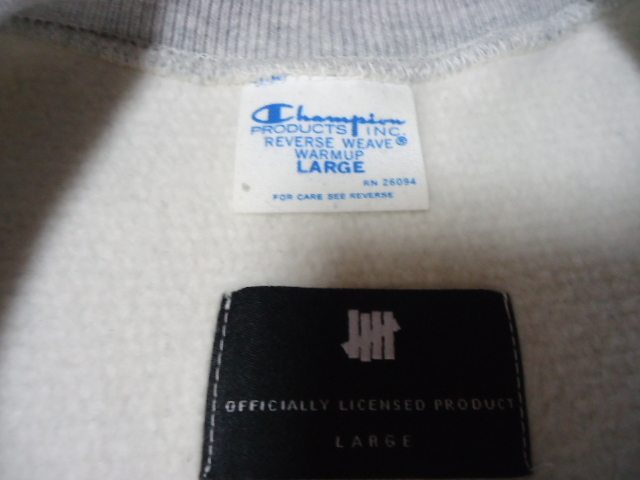 Champion
PRODUCTS INC.
REVERSE WEAVE®
WARMUP
LARGE
RN 26094
FOR CARE SEE REVERSE
OFFICIALLY LICENSED PRODUCT
LARGE